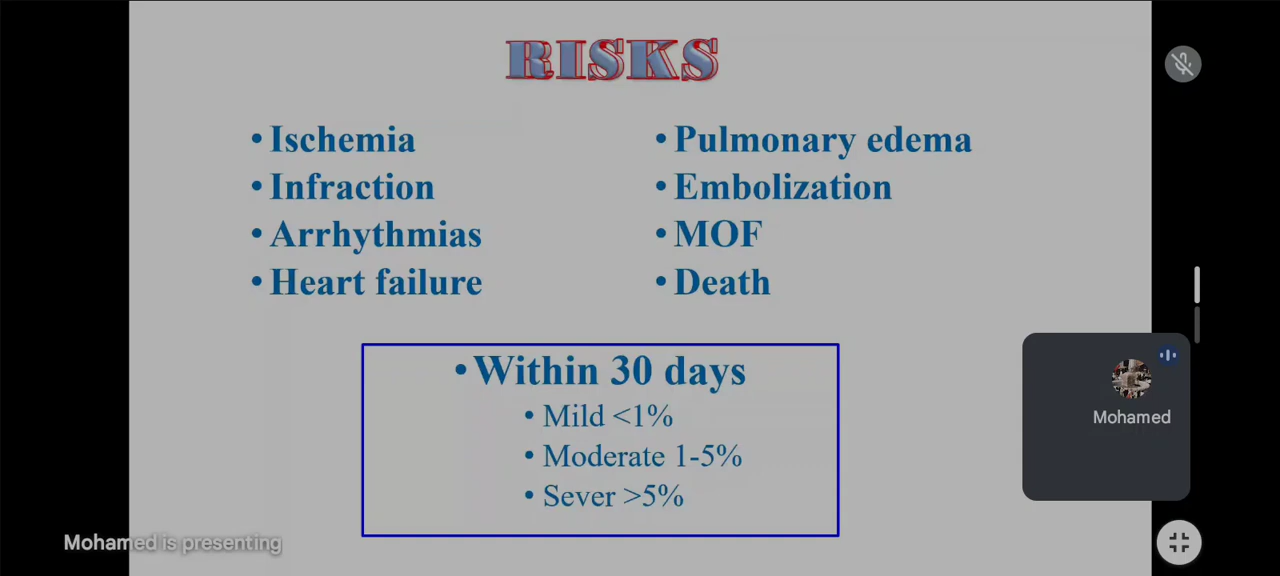 RISKS
• Ischemia
• Infraction
• Arrhythmias
• Heart failure
• Pulmonary edema
• Embolization
• MOF
• Death
• Within 30 days
• Mild <1%
• Moderate 1-5%
• Sever >5%
Mohamed
Mohamed is presenting